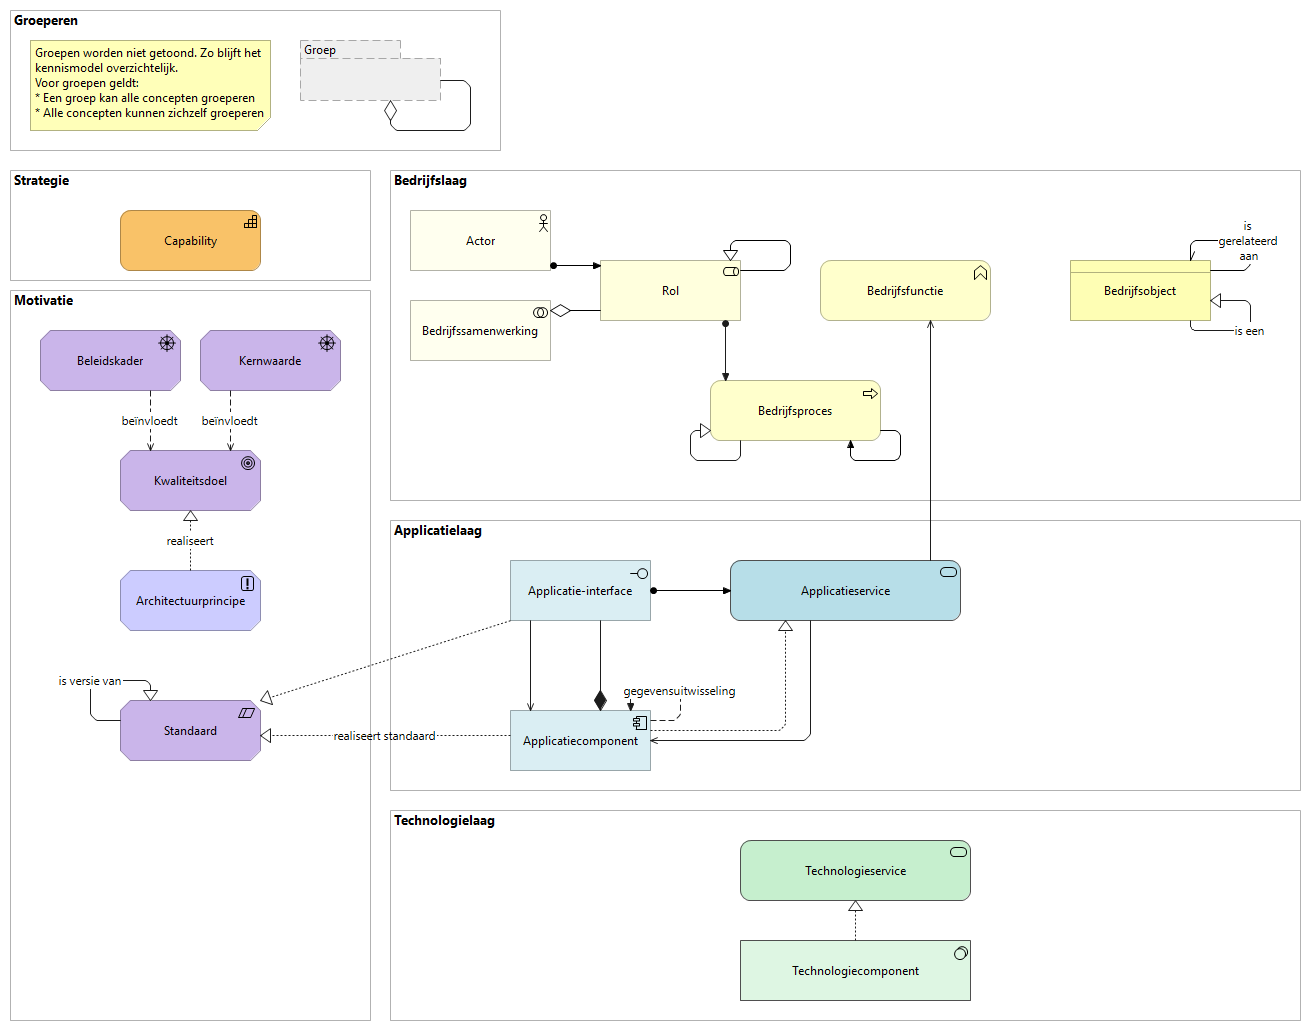 Groeperen
Groepen worden niet getoond. Zo blijft het
kennismodel overzichtelijk.
Voor groepen geldt:
* Een groep kan alle concepten groeperen
* Alle concepten kunnen zichzelf groeperen
Groep
Strategie
Capability
Motivatie
Beleidskader
Kernwaarde
beïnvloedt
beïnvloedt
Kwaliteitsdoel
realiseert
Architectuurprincipe
is versie van
Standaard
realiseert standaard
Bedrijfslaag
Actor
Bedrijfssamenwerking
Rol
Bedrijfsfunctie
is
gerelateerd
aan
Bedrijfsobject
is een
Bedrijfsproces
Applicatielaag
Applicatie-interface
Applicatieservice
gegevensuitwisseling
Applicatiecomponent
Technologielaag
Technologieservice
Technologiecomponent